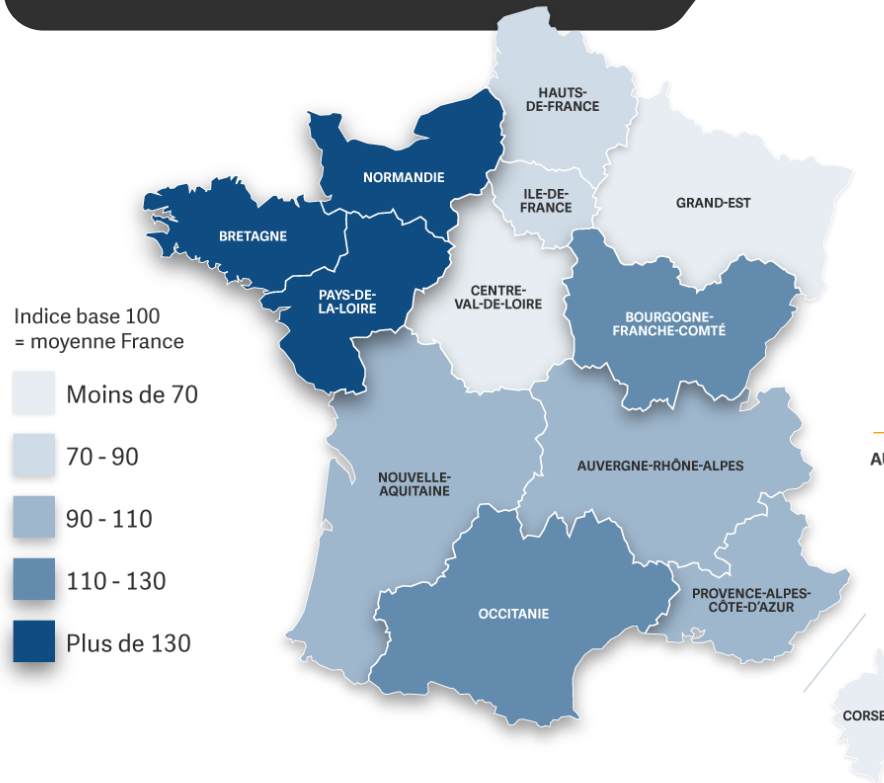 HAUTS-
DE-FRANCE
NORMANDIE
ILE-DE-
FRANCE
GRAND-EST
BRETAGNE
PAYS-DE-
LA-LOIRE
CENTRE-
VAL-DE-LOIRE
BOURGOGNE-
FRANCHE-COMTÉ
Indice base 100
= moyenne France
Moins de 70
70 - 90
90 - 110
110 - 130
Plus de 130
NOUVELLE-
AQUITAINE
AUVERGNE-RHÔNE-ALPES
OCCITANIE
PROVENCE-ALPES-
CÔTE-D'AZUR